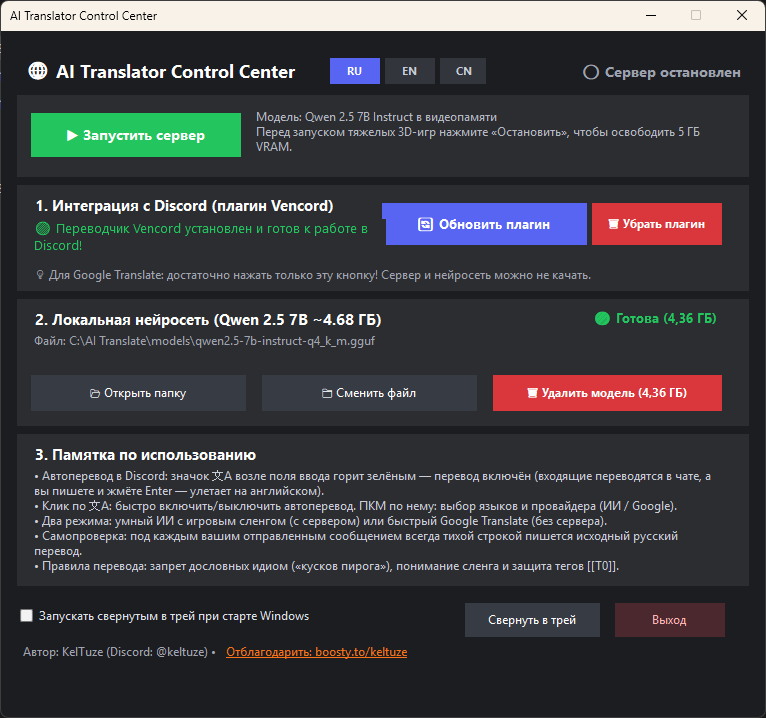 AI Translator Control Center
AI Translator Control Center
RU
EN
CN
Сервер остановлен
Запустить сервер
Модель: Qwen 2.5 7B Instruct в видеопамяти
Перед запуском тяжелых 3D-игр нажмите «Остановить», чтобы освободить 5 ГБ
VRAM.
1. Интеграция с Discord (плагин Vencord)
Переводчик Vencord установлен и готов к работе в
Discord!
Обновить плагин
Убрать плагин
Для Google Translate: достаточно нажать только эту кнопку! Сервер и нейросеть можно не качать.
2. Локальная нейросеть (Qwen 2.5 7B ~4.68 ГБ)
Готова (4,36 ГБ)
Файл: C:\AI Translate\models\qwen2.5-7b-instruct-q4_k_m.gguf
Открыть папку
Сменить файл
Удалить модель (4,36 ГБ)
3. Памятка по использованию
• Автоперевод в Discord: значок 文A возле поля ввода горит зелёным — перевод включён (входящие переводятся в чате, а
вы пишете и жмёте Enter — улетает на английском).
• Клик по 文A: быстро включить/выключить автоперевод. ПКМ по нему: выбор языков и провайдера (ИИ / Google).
• Два режима: умный ИИ с игровым сленгом (с сервером) или быстрый Google Translate (без сервера).
• Самопроверка: под каждым вашим отправленным сообщением всегда тихой строкой пишется исходный русский
перевод.
• Правила перевода: запрет дословных идиом («кусков пирога»), понимание сленга и защита тегов [[T0]].
Запускать свернутым в трей при старте Windows
Свернуть в трей
Выход
Автор: KelTuze (Discord: @keltuze) •
Отблагодарить: boosty.to/keltuze